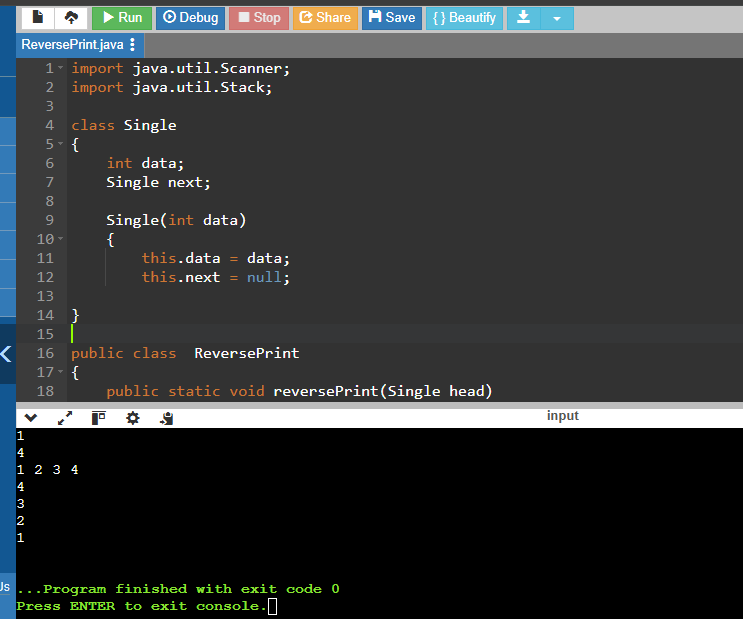 Run Debug Stop Share Save { } Beautify
ReversePrint.java
1 import java.util.Scanner;
2 import java.util.Stack;
3
4 class Single
5 {
6 int data;
7 Single next;
8
9 Single(int data)
10 {
11 this.data = data;
12 this.next = null;
13
14 }
15
16 public class  ReversePrint
17 {
18 public static void reversePrint(Single head)
input
1
4
1 2 3 4
4
3
2
1
Js
...Program finished with exit code 0
Press ENTER to exit console.